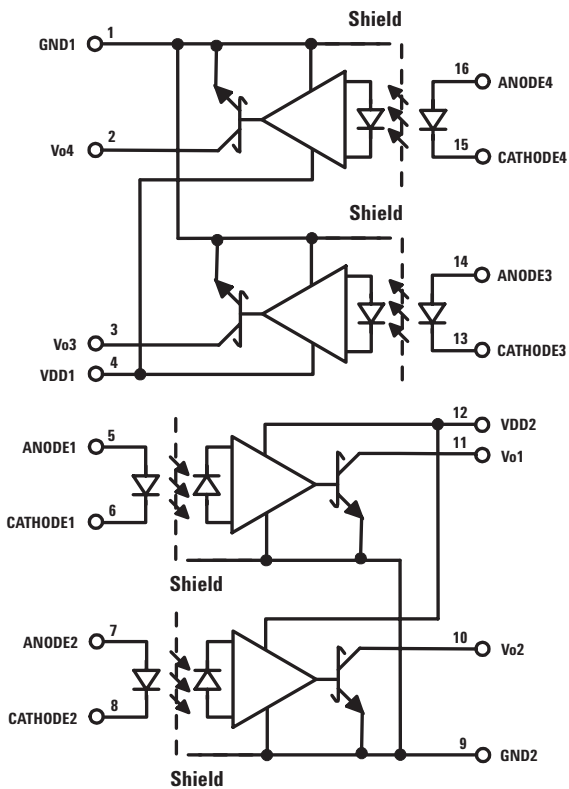 Shield
GND1 1
16 ANODE4
2
Vo4
15 CATHODE4
Shield
14 ANODE3
3
Vo3
13 CATHODE3
4
VDD1
12 VDD2
ANODE1 5
11 Vo1
CATHODE1 6
Shield
ANODE2 7
10 Vo2
CATHODE2 8
9 GND2
Shield